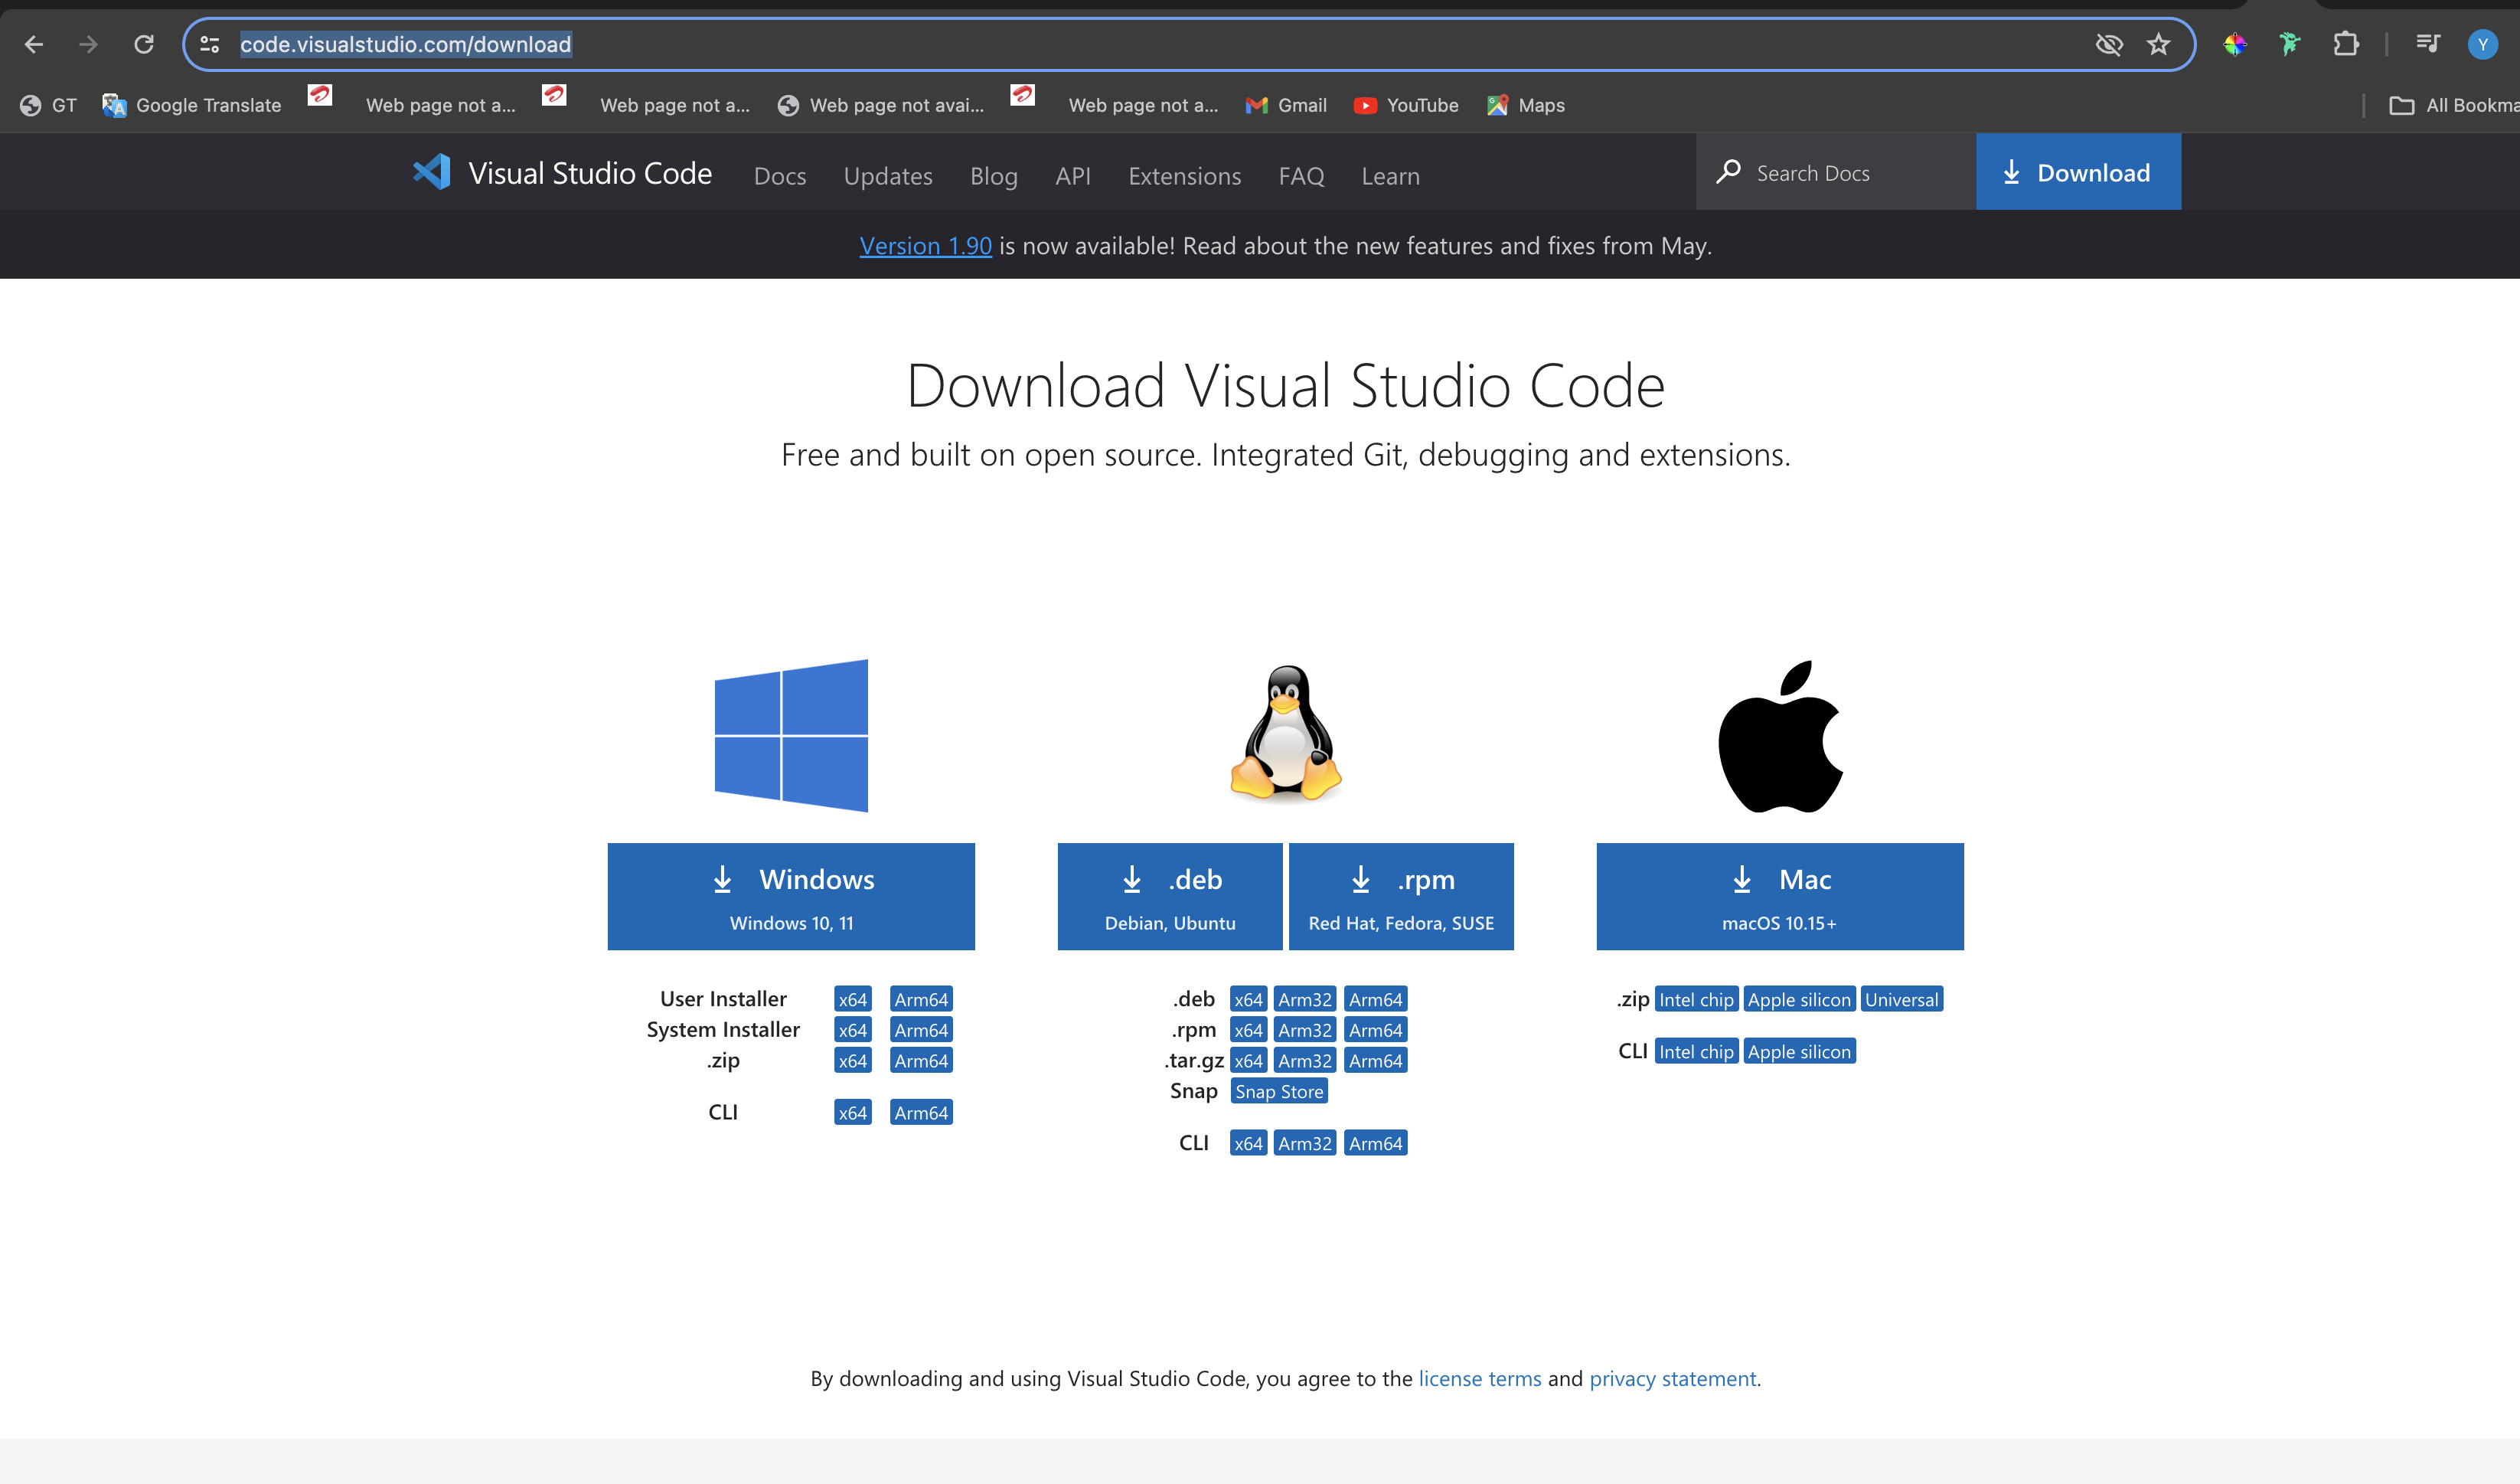 code.visualstudio.com/download
Y
GT Google Translate Web page not a... Web page not a... Web page not avai... Web page not a... Gmail YouTube Maps All Bookma
Visual Studio Code Docs Updates Blog API Extensions FAQ Learn Search Docs Download
Version 1.90 is now available! Read about the new features and fixes from May.
Download Visual Studio Code
Free and built on open source. Integrated Git, debugging and extensions.
Windows
Windows 10, 11
User Installer x64 Arm64
System Installer x64 Arm64
.zip x64 Arm64
CLI x64 Arm64
.deb
Debian, Ubuntu
.rpm
Red Hat, Fedora, SUSE
.deb x64 Arm32 Arm64
.rpm x64 Arm32 Arm64
.tar.gz x64 Arm32 Arm64
Snap Snap Store
CLI x64 Arm32 Arm64
Mac
macOS 10.15+
.zip Intel chip Apple silicon Universal
CLI Intel chip Apple silicon
By downloading and using Visual Studio Code, you agree to the license terms and privacy statement.